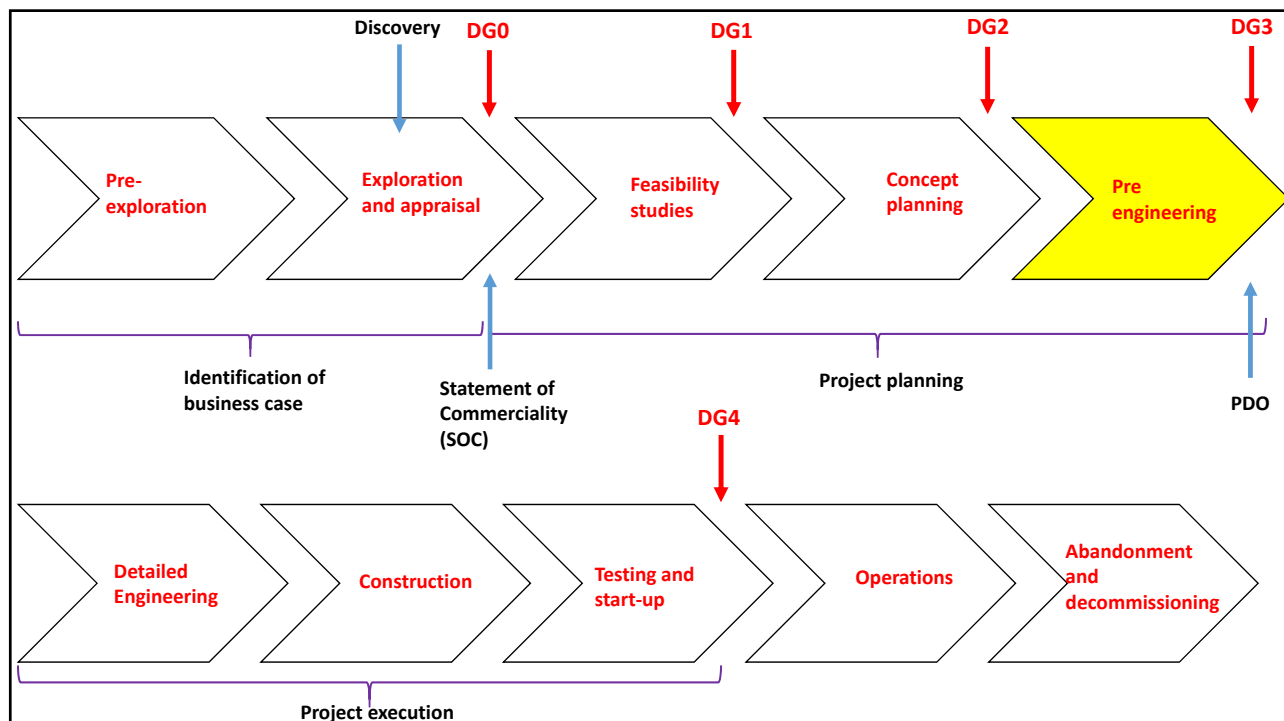 Discovery
DG0
DG1
DG2
DG3
Pre-
exploration
Exploration
and appraisal
Feasibility
studies
Concept
planning
Pre
engineering
Identification of
business case
Statement of
Commerciality
(SOC)
Project planning
PDO
DG4
Detailed
Engineering
Construction
Testing and
start-up
Operations
Abandonment
and
decommissioning
Project execution